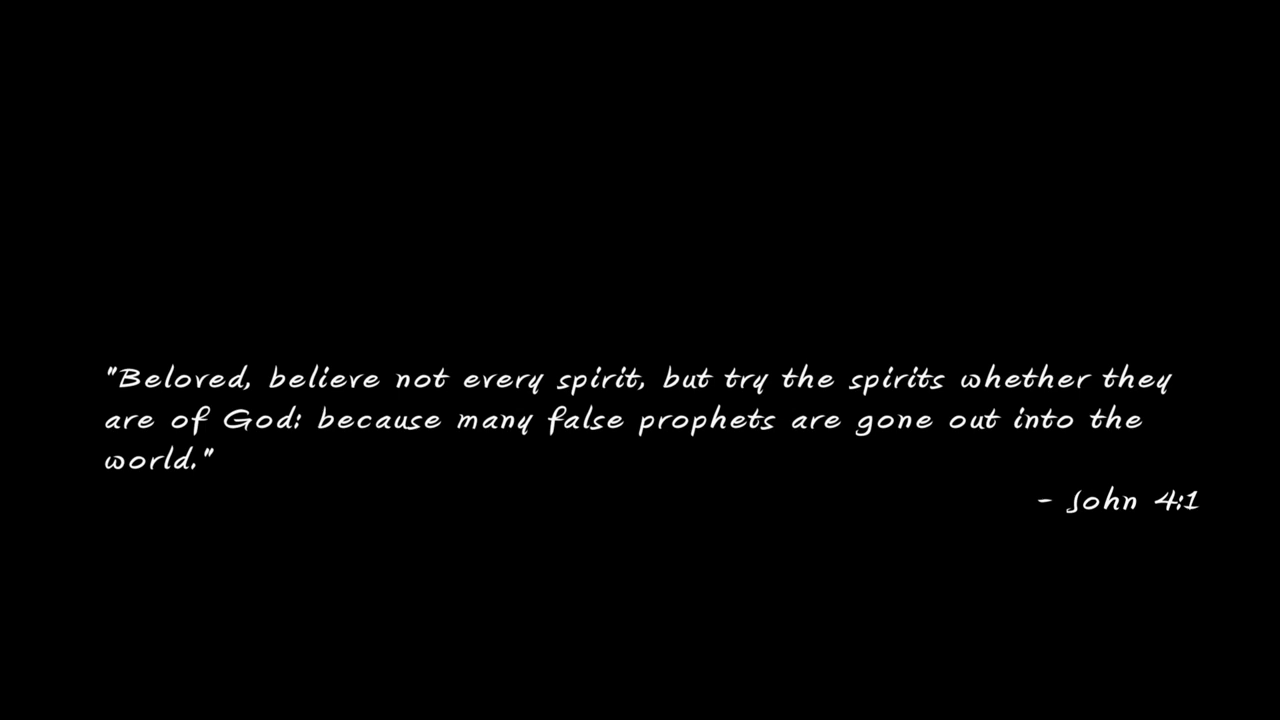 "Beloved, believe not every spirit, but try the spirits whether they
are of God: because many false prophets are gone out into the
world."
- John 4:1